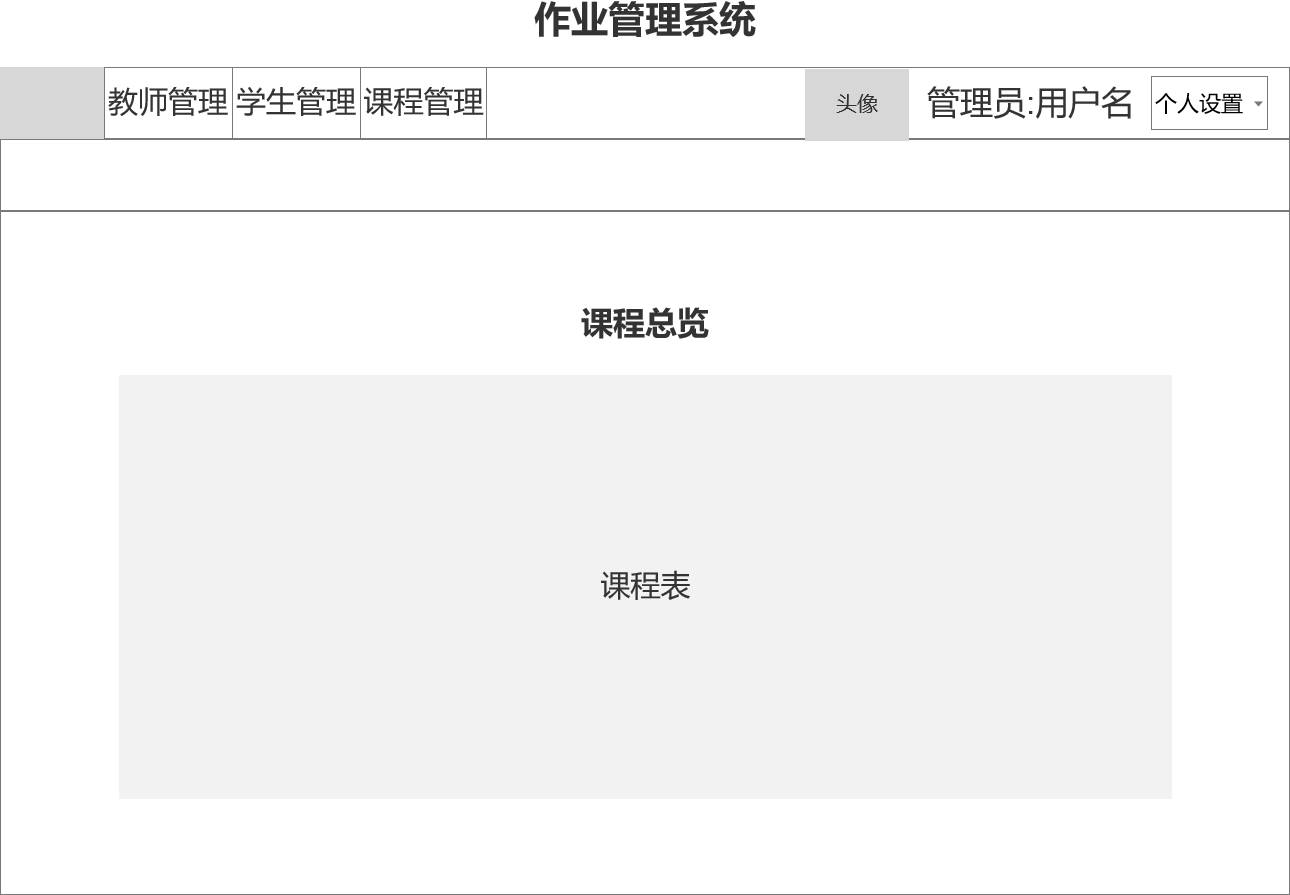 作业管理系统
教师管理 学生管理 课程管理 头像 管理员:用户名 个人设置
课程总览
课程表